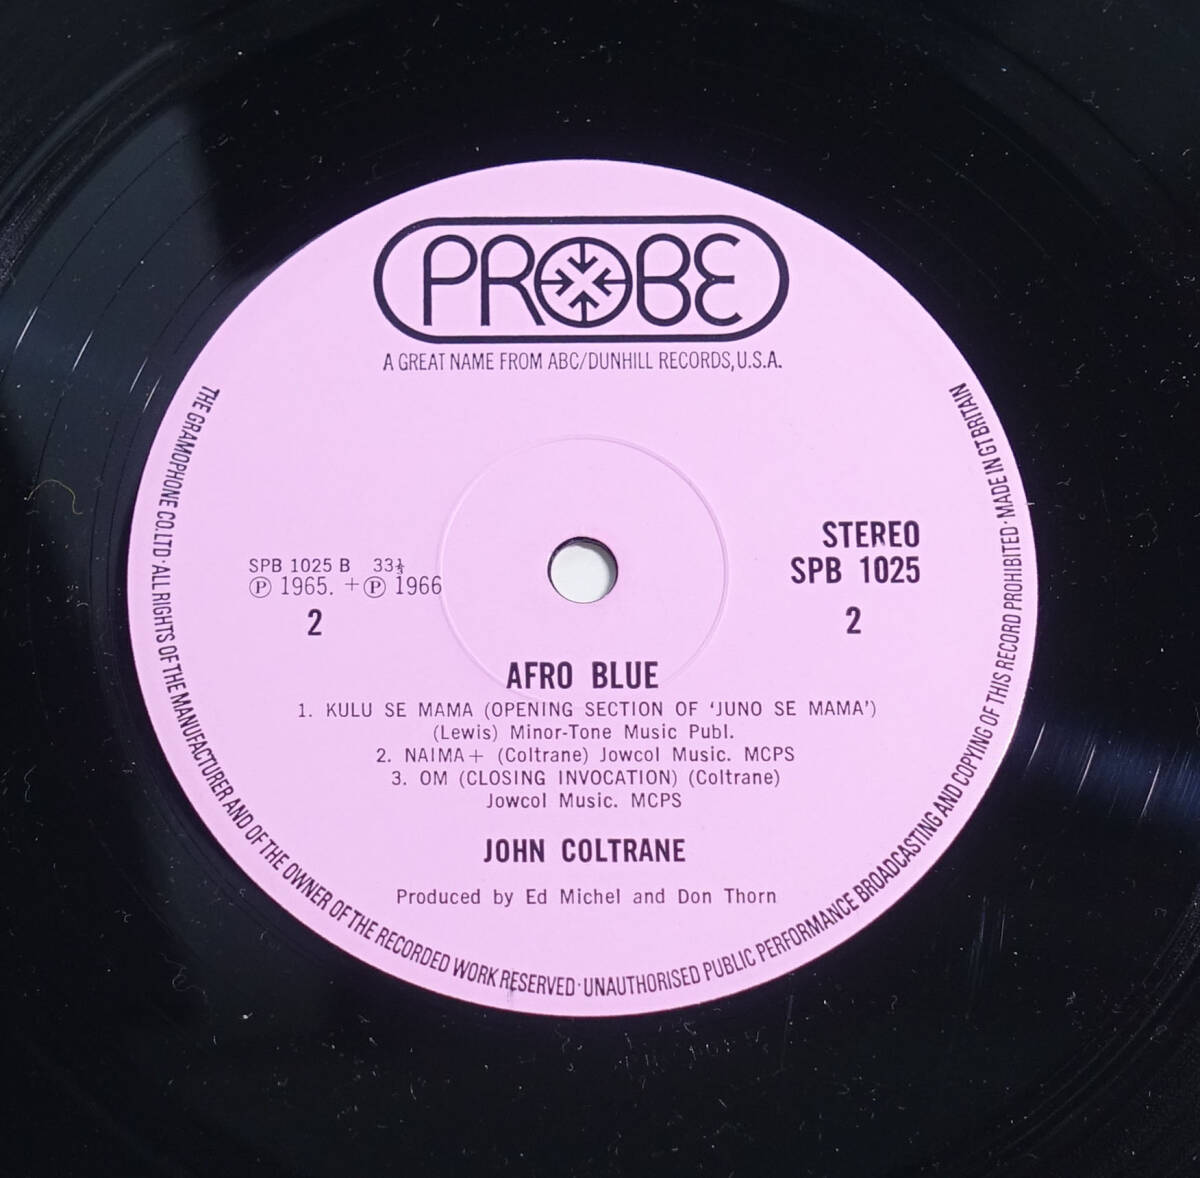 PROBE
A GREAT NAME FROM ABC/DUNHILL RECORDS, U.S.A.
THE GRAMOPHONE CO. LTD · ALL RIGHTS OF THE MANUFACTURER AND OF THE OWNER OF THE RECORDED WORK RESERVED · UNAUTHORISED PUBLIC PERFORMANCE BROADCASTING AND COPYING OF THIS RECORD PROHIBITED · MADE IN GT BRITAIN
STEREO
SPB 1025
2
SPB 1025 B 33⅓
℗ 1965. +℗ 1966
2
AFRO BLUE
1. KULU SE MAMA (OPENING SECTION OF 'JUNO SE MAMA')
(Lewis) Minor-Tone Music Publ.
2. NAIMA+ (Coltrane) Jowcol Music. MCPS
3. OM (CLOSING INVOCATION) (Coltrane)
Jowcol Music. MCPS
JOHN COLTRANE
Produced by Ed Michel and Don Thorn